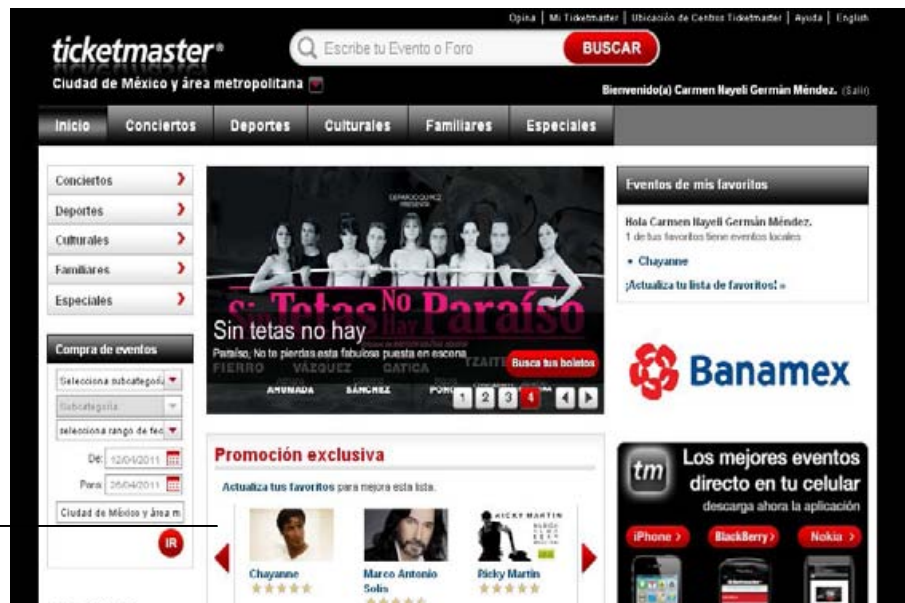 Opina | Mi Ticketmaster | Ubicación de Centros Ticketmaster | Ayuda | English
ticketmaster®
Escribe tu Evento o Foro
BUSCAR
Ciudad de México y área metropolitana
Bienvenido(a) Carmen Nayeli Germán Méndez. (Salir)
Inicio Conciertos Deportes Culturales Familiares Especiales
Conciertos
Deportes
Culturales
Familiares
Especiales
Compra de eventos
Selecciona subcategoría
Subcategoría
selecciona rango de fec
De: 12/04/2011
Para: 26/04/2011
Ciudad de México y área m
IR
PRESENTA
Sin Tetas No Hay Paraíso
Sin tetas no hay
Paraíso, No te pierdas esta fabulosa puesta en escena
Busca tus boletos
FIERRO VÁZQUEZ GATICA
AHUMADA SÁNCHEZ
1 2 3 4
Promoción exclusiva
Actualiza tus favoritos para mejora esta lista.
Chayanne
Marco Antonio
Solís
RICKY MARTIN
Ricky Martin
Eventos de mis favoritos
Hola Carmen Nayeli Germán Méndez.
1 de tus favoritos tiene eventos locales
• Chayanne
¡Actualiza tu lista de favoritos! »
Banamex
tm
Los mejores eventos
directo en tu celular
descarga ahora la aplicación
iPhone > BlackBerry > Nokia >